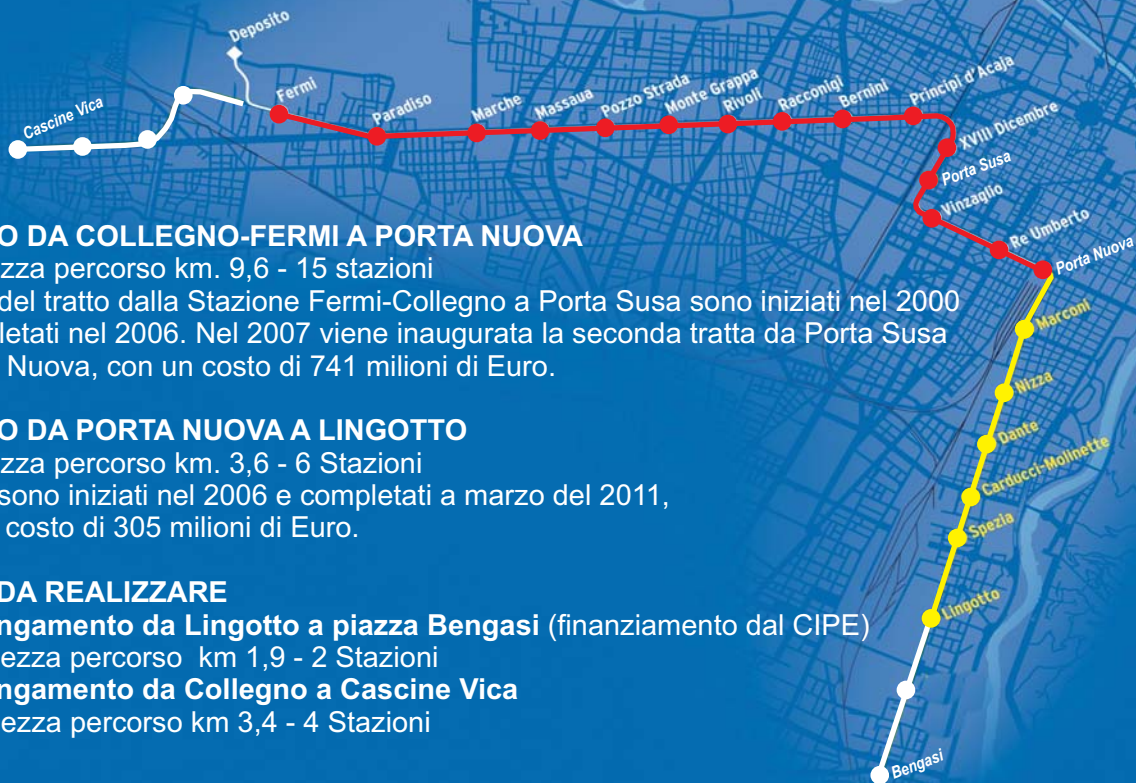 Deposito
Cascine Vica
Fermi
Paradiso
Marche
Massaua
Pozzo Strada
Monte Grappa
Rivoli
Racconigi
Bernini
Principi d'Acaja
XVIII Dicembre
Porta Susa
Vinzaglio
Re Umberto
Porta Nuova
Marconi
Nizza
Dante
Carducci-Molinette
Spezia
Lingotto
Bengasi
O DA COLLEGNO-FERMI A PORTA NUOVA
zza percorso km. 9,6 - 15 stazioni
del tratto dalla Stazione Fermi-Collegno a Porta Susa sono iniziati nel 2000
letati nel 2006. Nel 2007 viene inaugurata la seconda tratta da Porta Susa
Nuova, con un costo di 741 milioni di Euro.
O DA PORTA NUOVA A LINGOTTO
zza percorso km. 3,6 - 6 Stazioni
sono iniziati nel 2006 e completati a marzo del 2011,
costo di 305 milioni di Euro.
DA REALIZZARE
ngamento da Lingotto a piazza Bengasi (finanziamento dal CIPE)
ezza percorso km 1,9 - 2 Stazioni
ngamento da Collegno a Cascine Vica
ezza percorso km 3,4 - 4 Stazioni